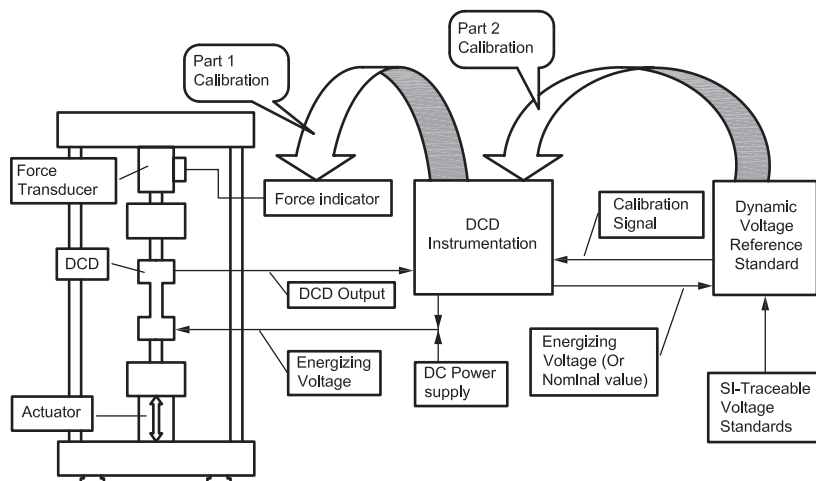 Part 1
Calibration
Part 2
Calibration
Force
Transducer
Force indicator
DCD
Instrumentation
Calibration
Signal
Dynamic
Voltage
Reference
Standard
DCD
DCD Output
Energizing
Voltage
DC Power
supply
Energizing
Voltage (Or
NomInal value)
SI-Traceable
Voltage
Standards
Actuator